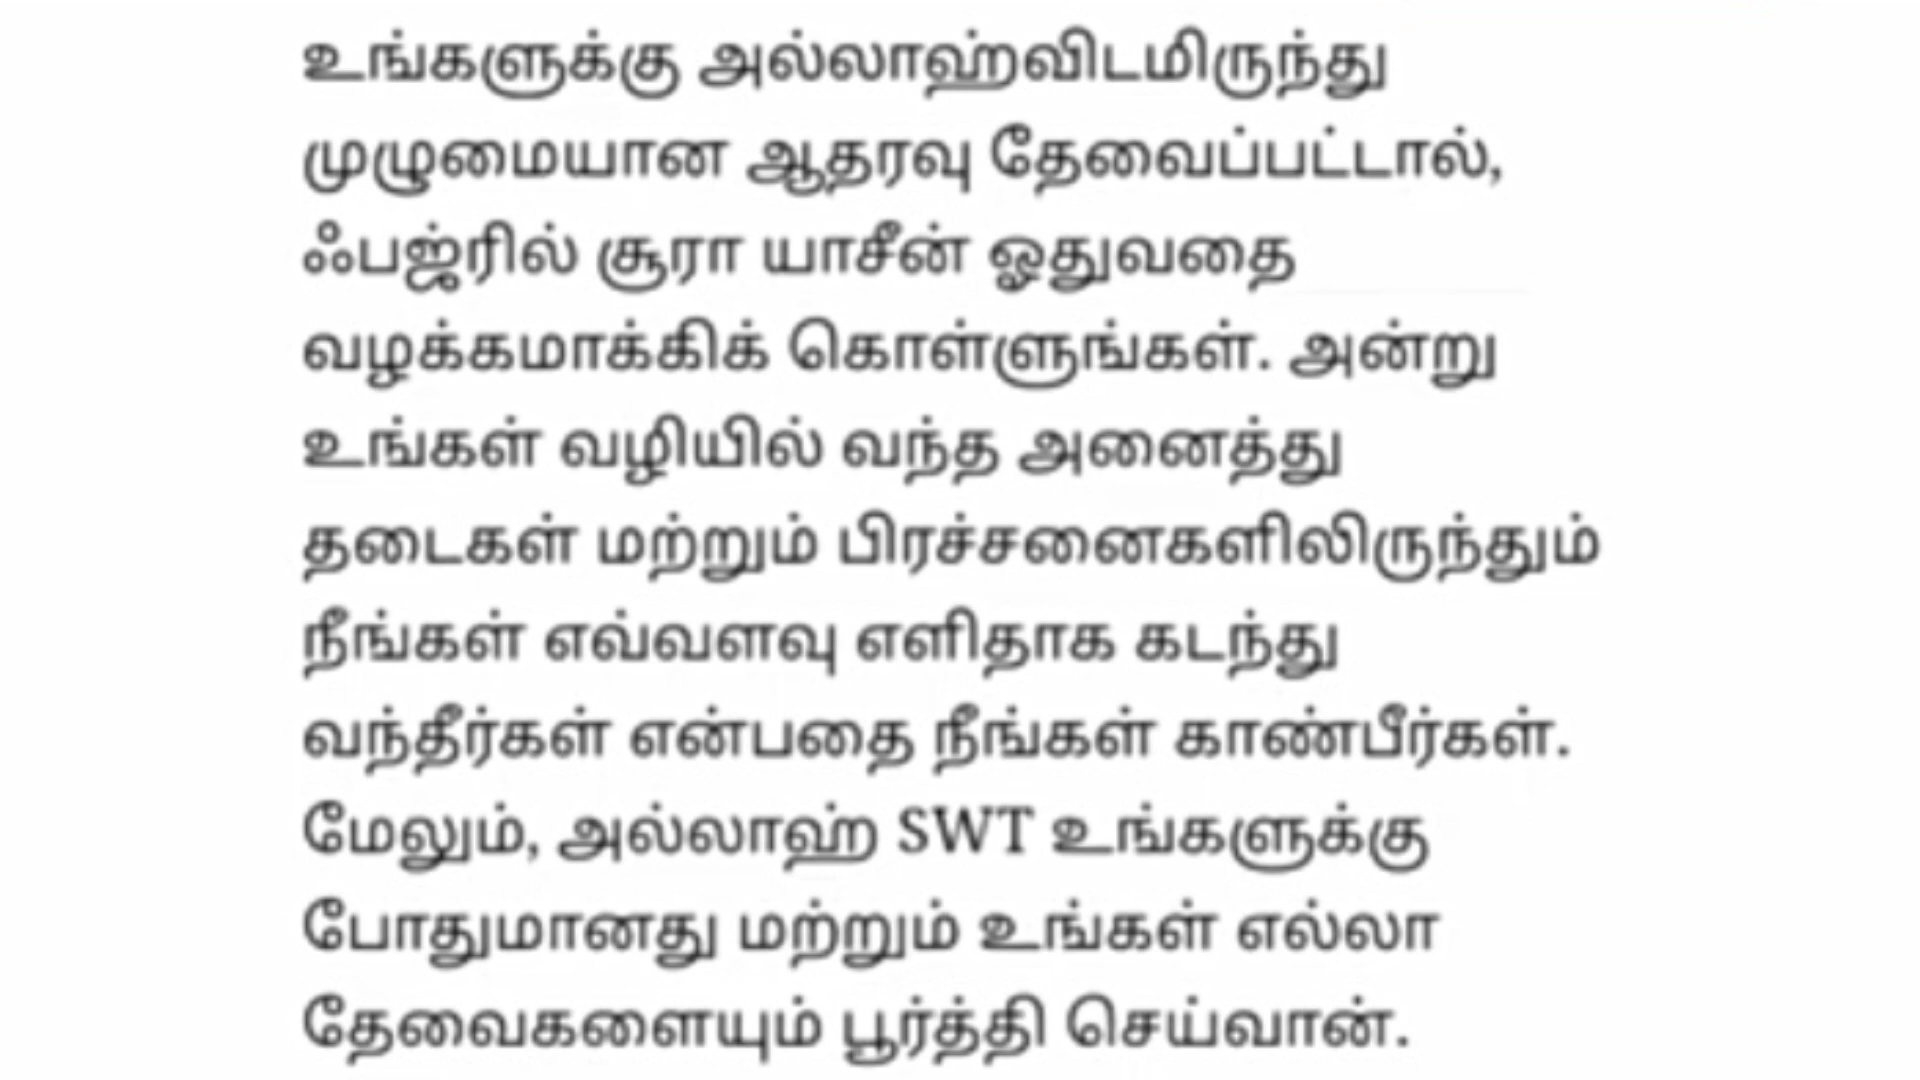 உங்களுக்கு அல்லாஹ்விடமிருந்து
முழுமையான ஆதரவு தேவைப்பட்டால்,
ஃபஜ்ரில் சூரா யாசீன் ஓதுவதை
வழக்கமாக்கிக் கொள்ளுங்கள். அன்று
உங்கள் வழியில் வந்த அனைத்து
தடைகள் மற்றும் பிரச்சனைகளிலிருந்தும்
நீங்கள் எவ்வளவு எளிதாக கடந்து
வந்தீர்கள் என்பதை நீங்கள் காண்பீர்கள்.
மேலும், அல்லாஹ் SWT உங்களுக்கு
போதுமானது மற்றும் உங்கள் எல்லா
தேவைகளையும் பூர்த்தி செய்வான்.